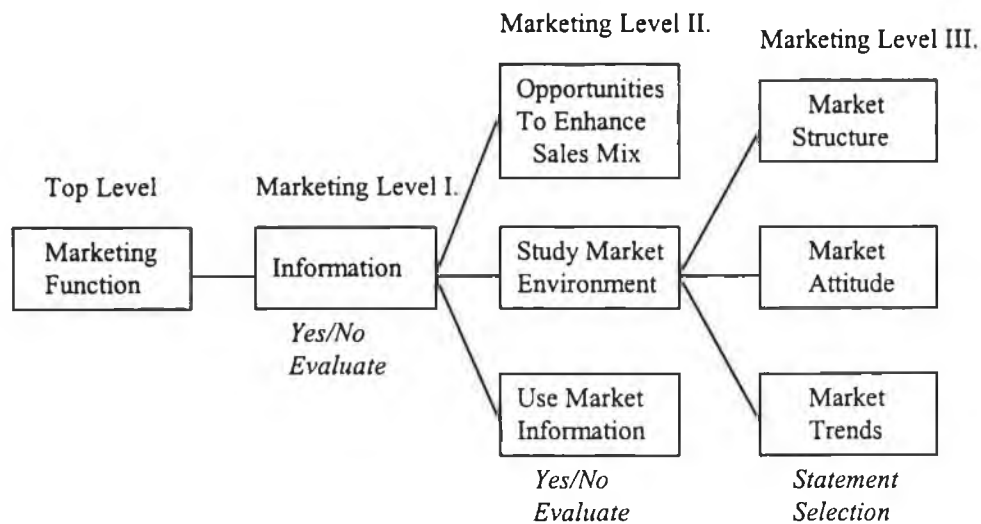 Top Level
Marketing
Function
Marketing Level I.
Information
Yes/No
Evaluate
Marketing Level II.
Opportunities
To Enhance
Sales Mix
Study Market
Environment
Use Market
Information
Yes/No
Evaluate
Marketing Level III.
Market
Structure
Market
Attitude
Market
Trends
Statement
Selection